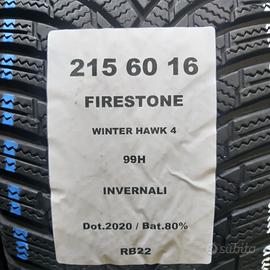 215 60 16
FIRESTONE
WINTER HAWK 4
99H
INVERNALI
Dot.2020 / Bat.80%
RB22
subito